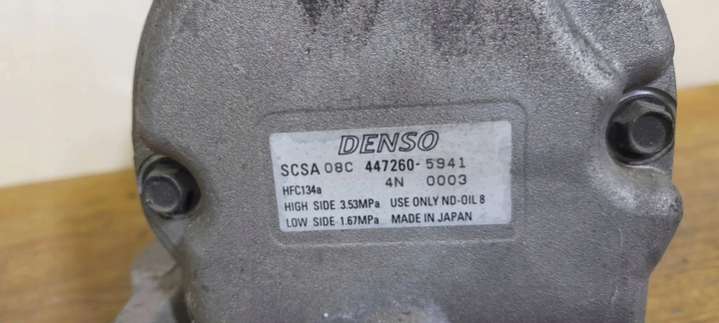 DENSO
SCSA 08C 447260-5941
HFC134a 4N 0003
HIGH SIDE 3.53MPa USE ONLY ND-OIL 8
LOW SIDE 1.67MPa MADE IN JAPAN